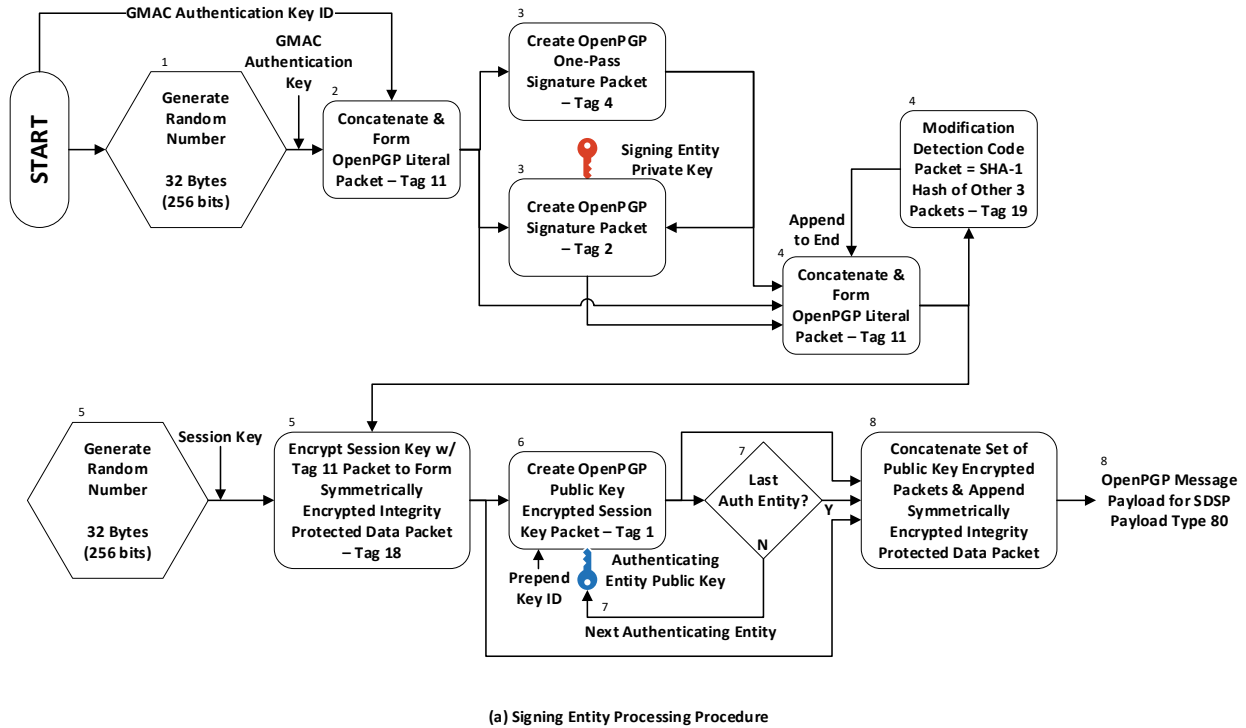 GMAC Authentication Key ID
START
1
Generate
Random
Number
32 Bytes
(256 bits)
GMAC
Authentication
Key
2
Concatenate &
Form
OpenPGP Literal
Packet – Tag 11
3
Create OpenPGP
One-Pass
Signature Packet
– Tag 4
Signing Entity
Private Key
3
Create OpenPGP
Signature Packet
– Tag 2
4
Modification
Detection Code
Packet = SHA-1
Hash of Other 3
Packets – Tag 19
Append
to End
4
Concatenate &
Form
OpenPGP Literal
Packet – Tag 11
5
Generate
Random
Number
32 Bytes
(256 bits)
Session Key
5
Encrypt Session Key w/
Tag 11 Packet to Form
Symmetrically
Encrypted Integrity
Protected Data Packet
– Tag 18
6
Create OpenPGP
Public Key
Encrypted Session
Key Packet – Tag 1
Prepend
Key ID
Authenticating
Entity Public Key
7
Last
Auth Entity?
Y
N
7
Next Authenticating Entity
8
Concatenate Set of
Public Key Encrypted
Packets & Append
Symmetrically
Encrypted Integrity
Protected Data Packet
8
OpenPGP Message
Payload for SDSP
Payload Type 80
(a) Signing Entity Processing Procedure